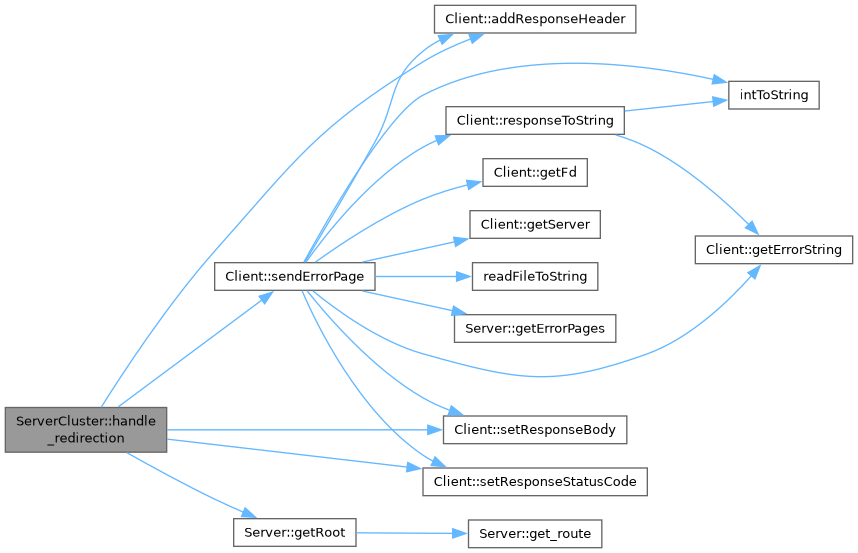 Client::addResponseHeader
intToString
Client::responseToString
Client::getFd
Client::getServer
Client::getErrorString
Client::sendErrorPage
readFileToString
Server::getErrorPages
ServerCluster::handle
_redirection
Client::setResponseBody
Client::setResponseStatusCode
Server::getRoot
Server::get_route